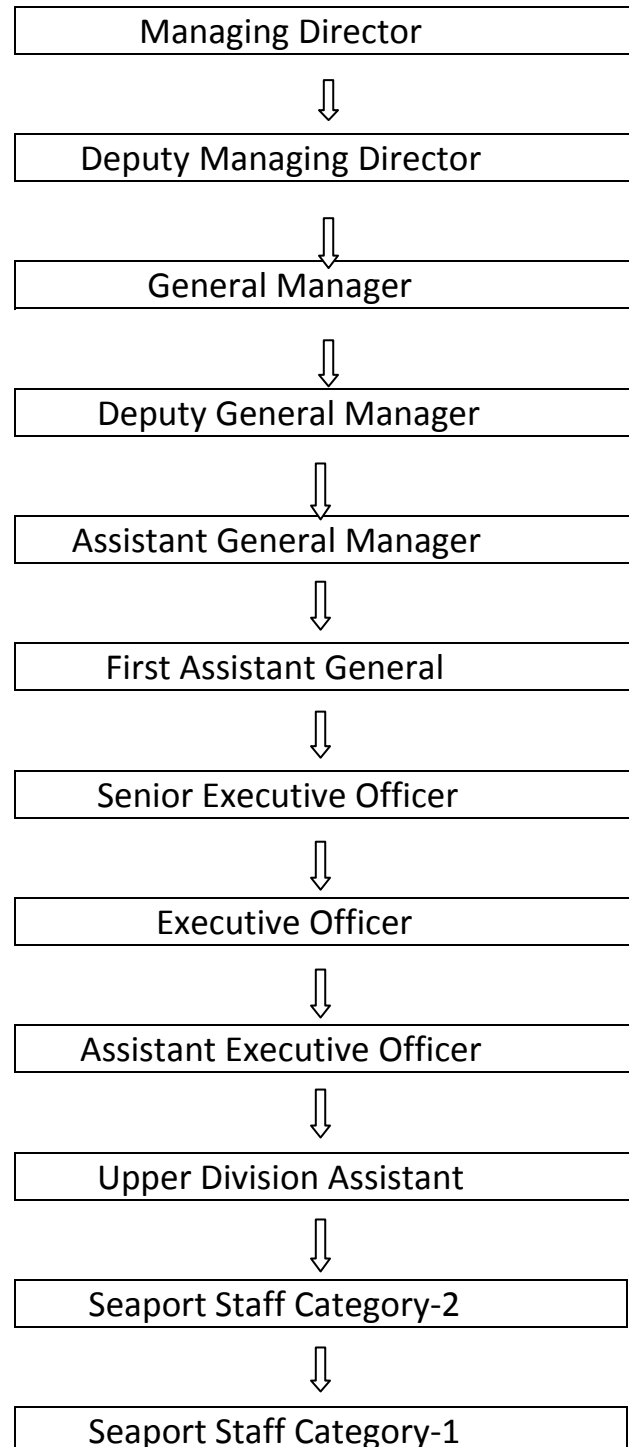 Managing Director
Deputy Managing Director
General Manager
Deputy General Manager
Assistant General Manager
First Assistant General
Senior Executive Officer
Executive Officer
Assistant Executive Officer
Upper Division Assistant
Seaport Staff Category-2
Seaport Staff Category-1